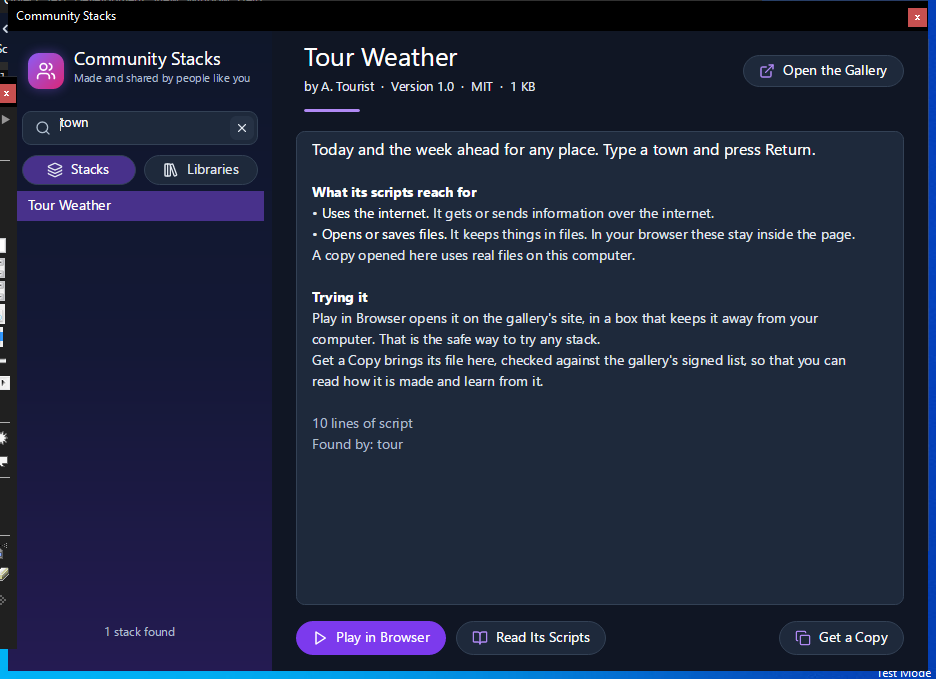 Community Stacks
x
Community Stacks
Made and shared by people like you
town
Stacks
Libraries
Tour Weather
1 stack found
Tour Weather
by A. Tourist · Version 1.0 · MIT · 1 KB
Open the Gallery
Today and the week ahead for any place. Type a town and press Return.
What its scripts reach for
• Uses the internet. It gets or sends information over the internet.
• Opens or saves files. It keeps things in files. In your browser these stay inside the page.
A copy opened here uses real files on this computer.
Trying it
Play in Browser opens it on the gallery's site, in a box that keeps it away from your
computer. That is the safe way to try any stack.
Get a Copy brings its file here, checked against the gallery's signed list, so that you can
read how it is made and learn from it.
10 lines of script
Found by: tour
Play in Browser
Read Its Scripts
Get a Copy
Test Mode